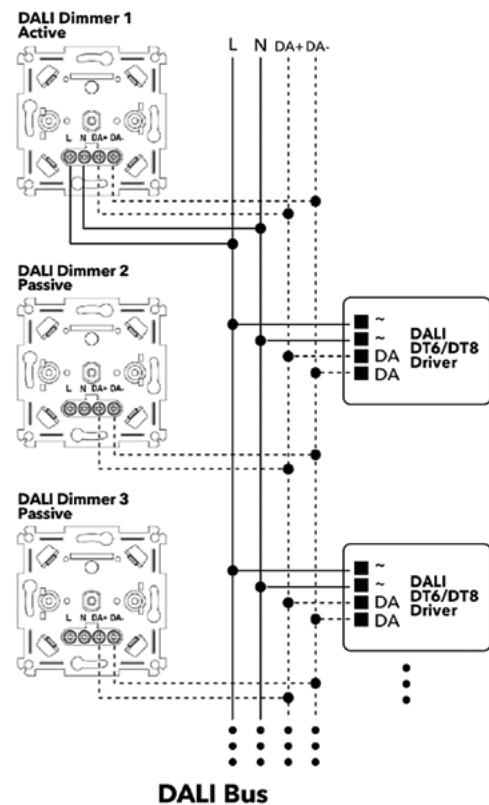 DALI Dimmer 1
Active
L N DA+ DA-
L N DA+ DA-
DALI Dimmer 2
Passive
L N DA+ DA-
~
~
DA
DA
DALI
DT6/DT8
Driver
DALI Dimmer 3
Passive
L N DA+ DA-
~
~
DA
DA
DALI
DT6/DT8
Driver
DALI Bus